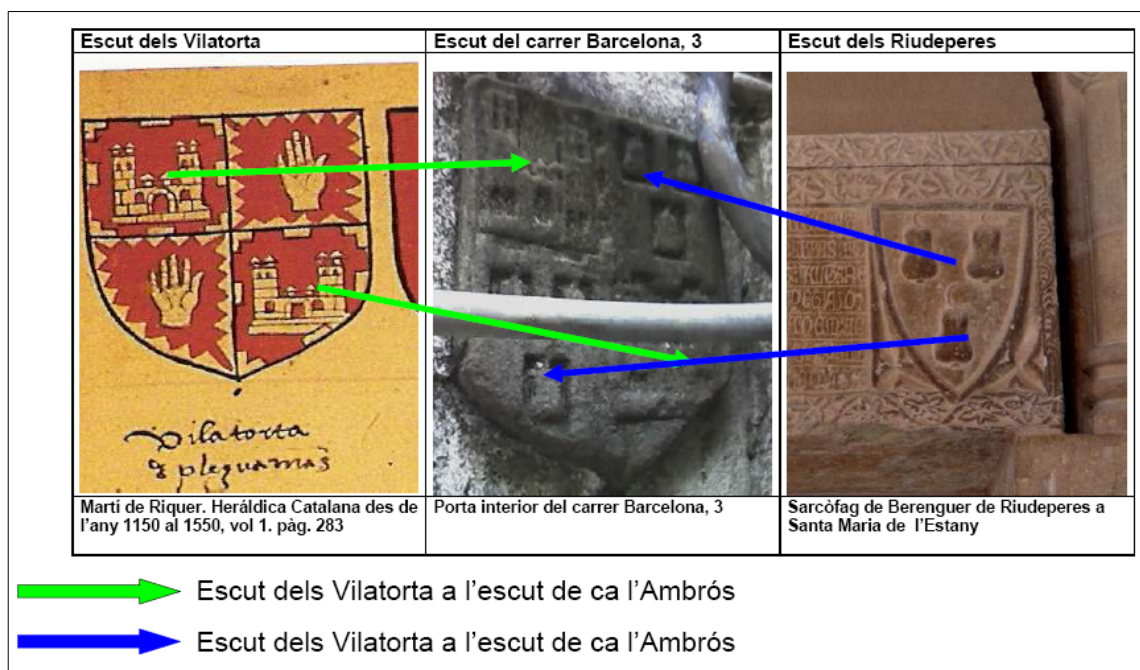 Escut dels Vilatorta
Escut del carrer Barcelona, 3
Escut dels Riudeperes
Vilatorta
pleguamas
Martí de Riquer. Heráldica Catalana des de
l'any 1150 al 1550, vol 1. pàg. 283
Porta interior del carrer Barcelona, 3
Sarcòfag de Berenguer de Riudeperes a
Santa Maria de l'Estany
Escut dels Vilatorta a l'escut de ca l'Ambrós
Escut dels Vilatorta a l'escut de ca l'Ambrós